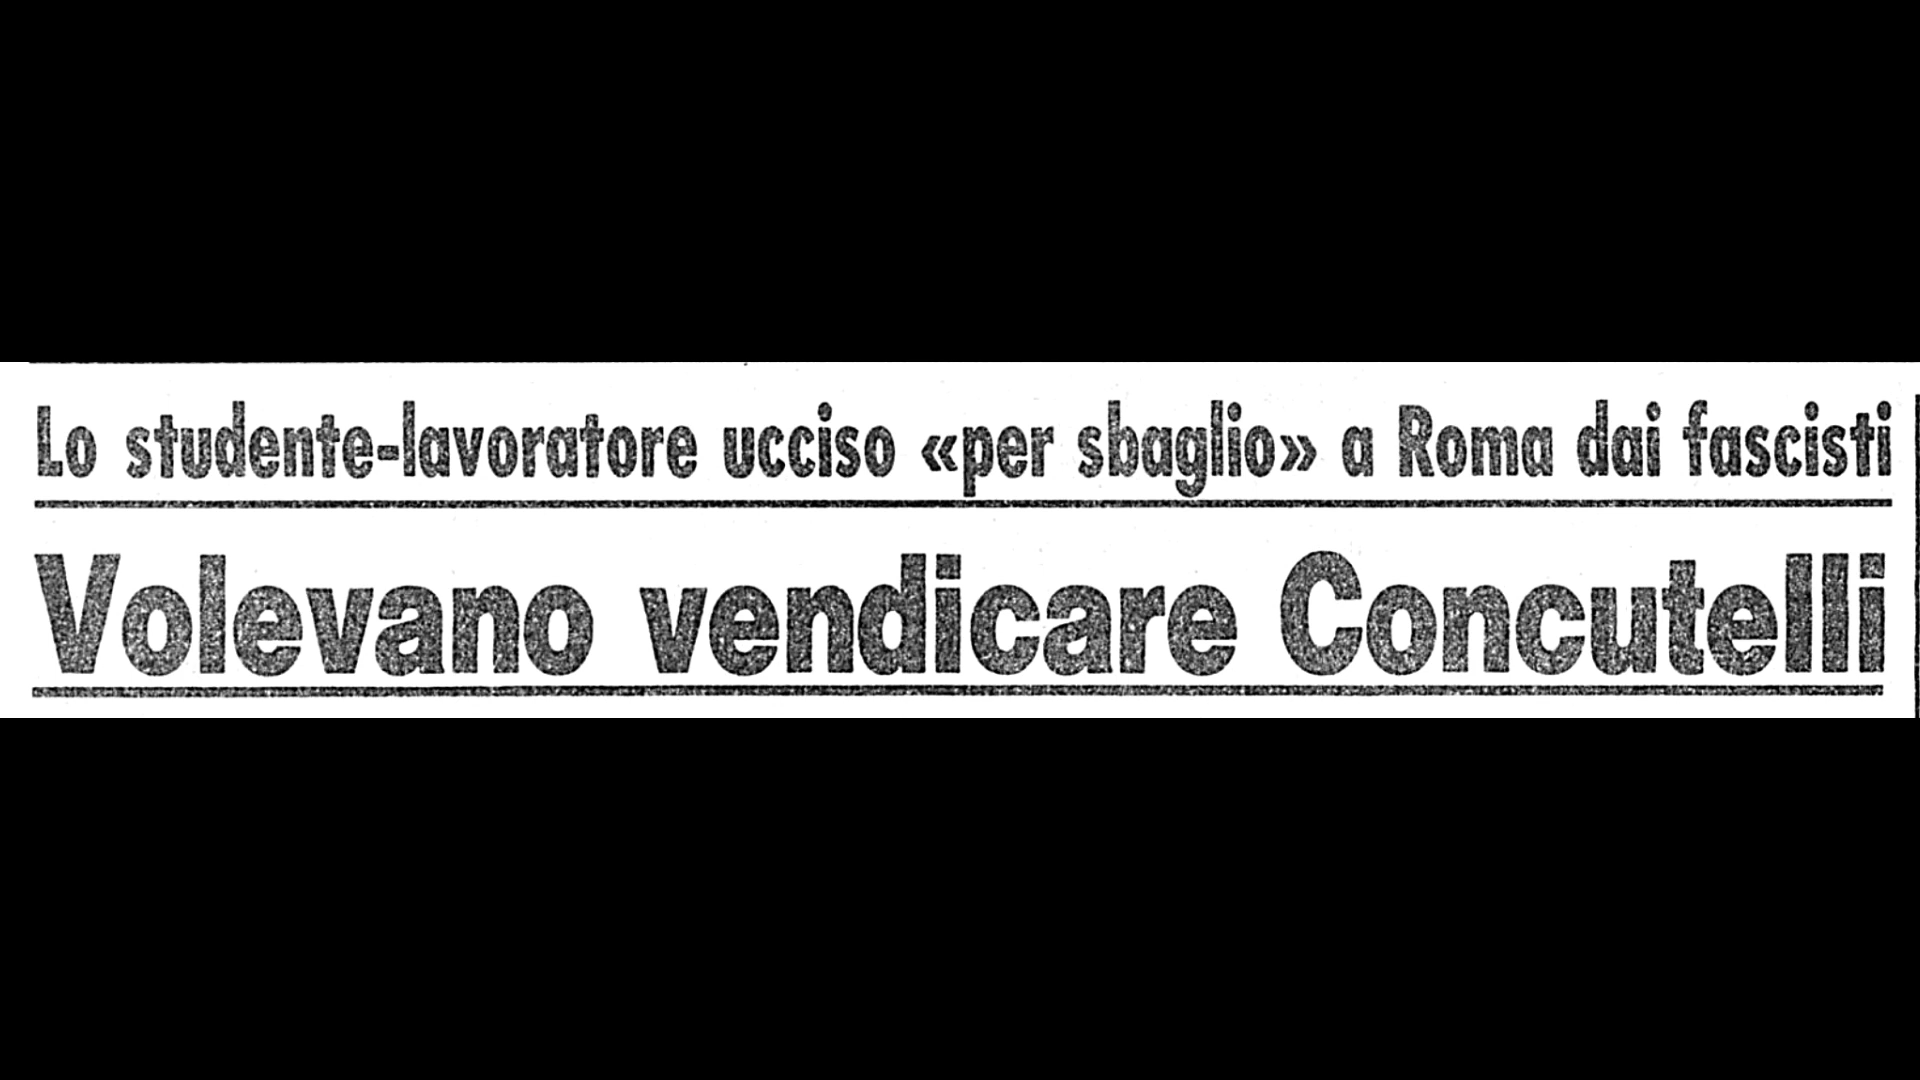 Lo studente-lavoratore ucciso «per sbaglio» a Roma dai fascisti
Volevano vendicare Concutelli